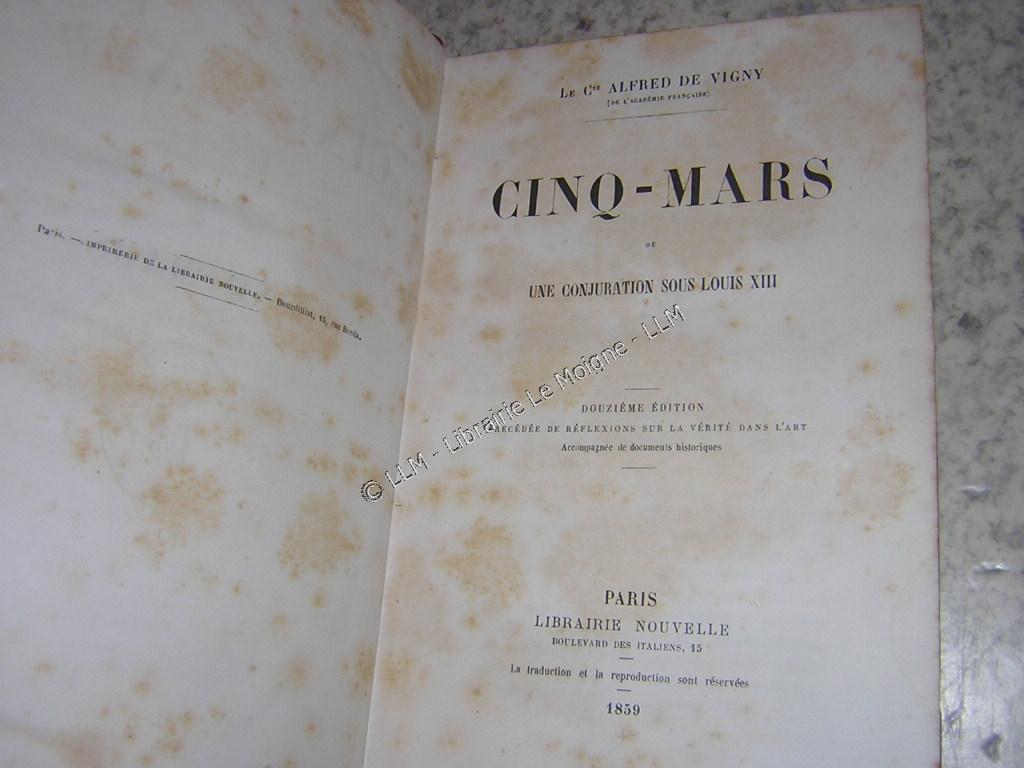 Paris. — IMPRIMERIE DE LA LIBRAIRIE NOUVELLE. — Bourdilliat, 15, rue Breda.
LE Cte ALFRED DE VIGNY
(DE L'ACADÉMIE FRANÇAISE)
CINQ-MARS
OU
UNE CONJURATION SOUS LOUIS XIII
DOUZIÈME ÉDITION
PRÉCÉDÉE DE RÉFLEXIONS SUR LA VÉRITÉ DANS L'ART
Accompagnée de documents historiques
PARIS
LIBRAIRIE NOUVELLE
BOULEVARD DES ITALIENS, 15
La traduction et la reproduction sont réservées
1859
© LLM - Librairie Le Moigne - LLM